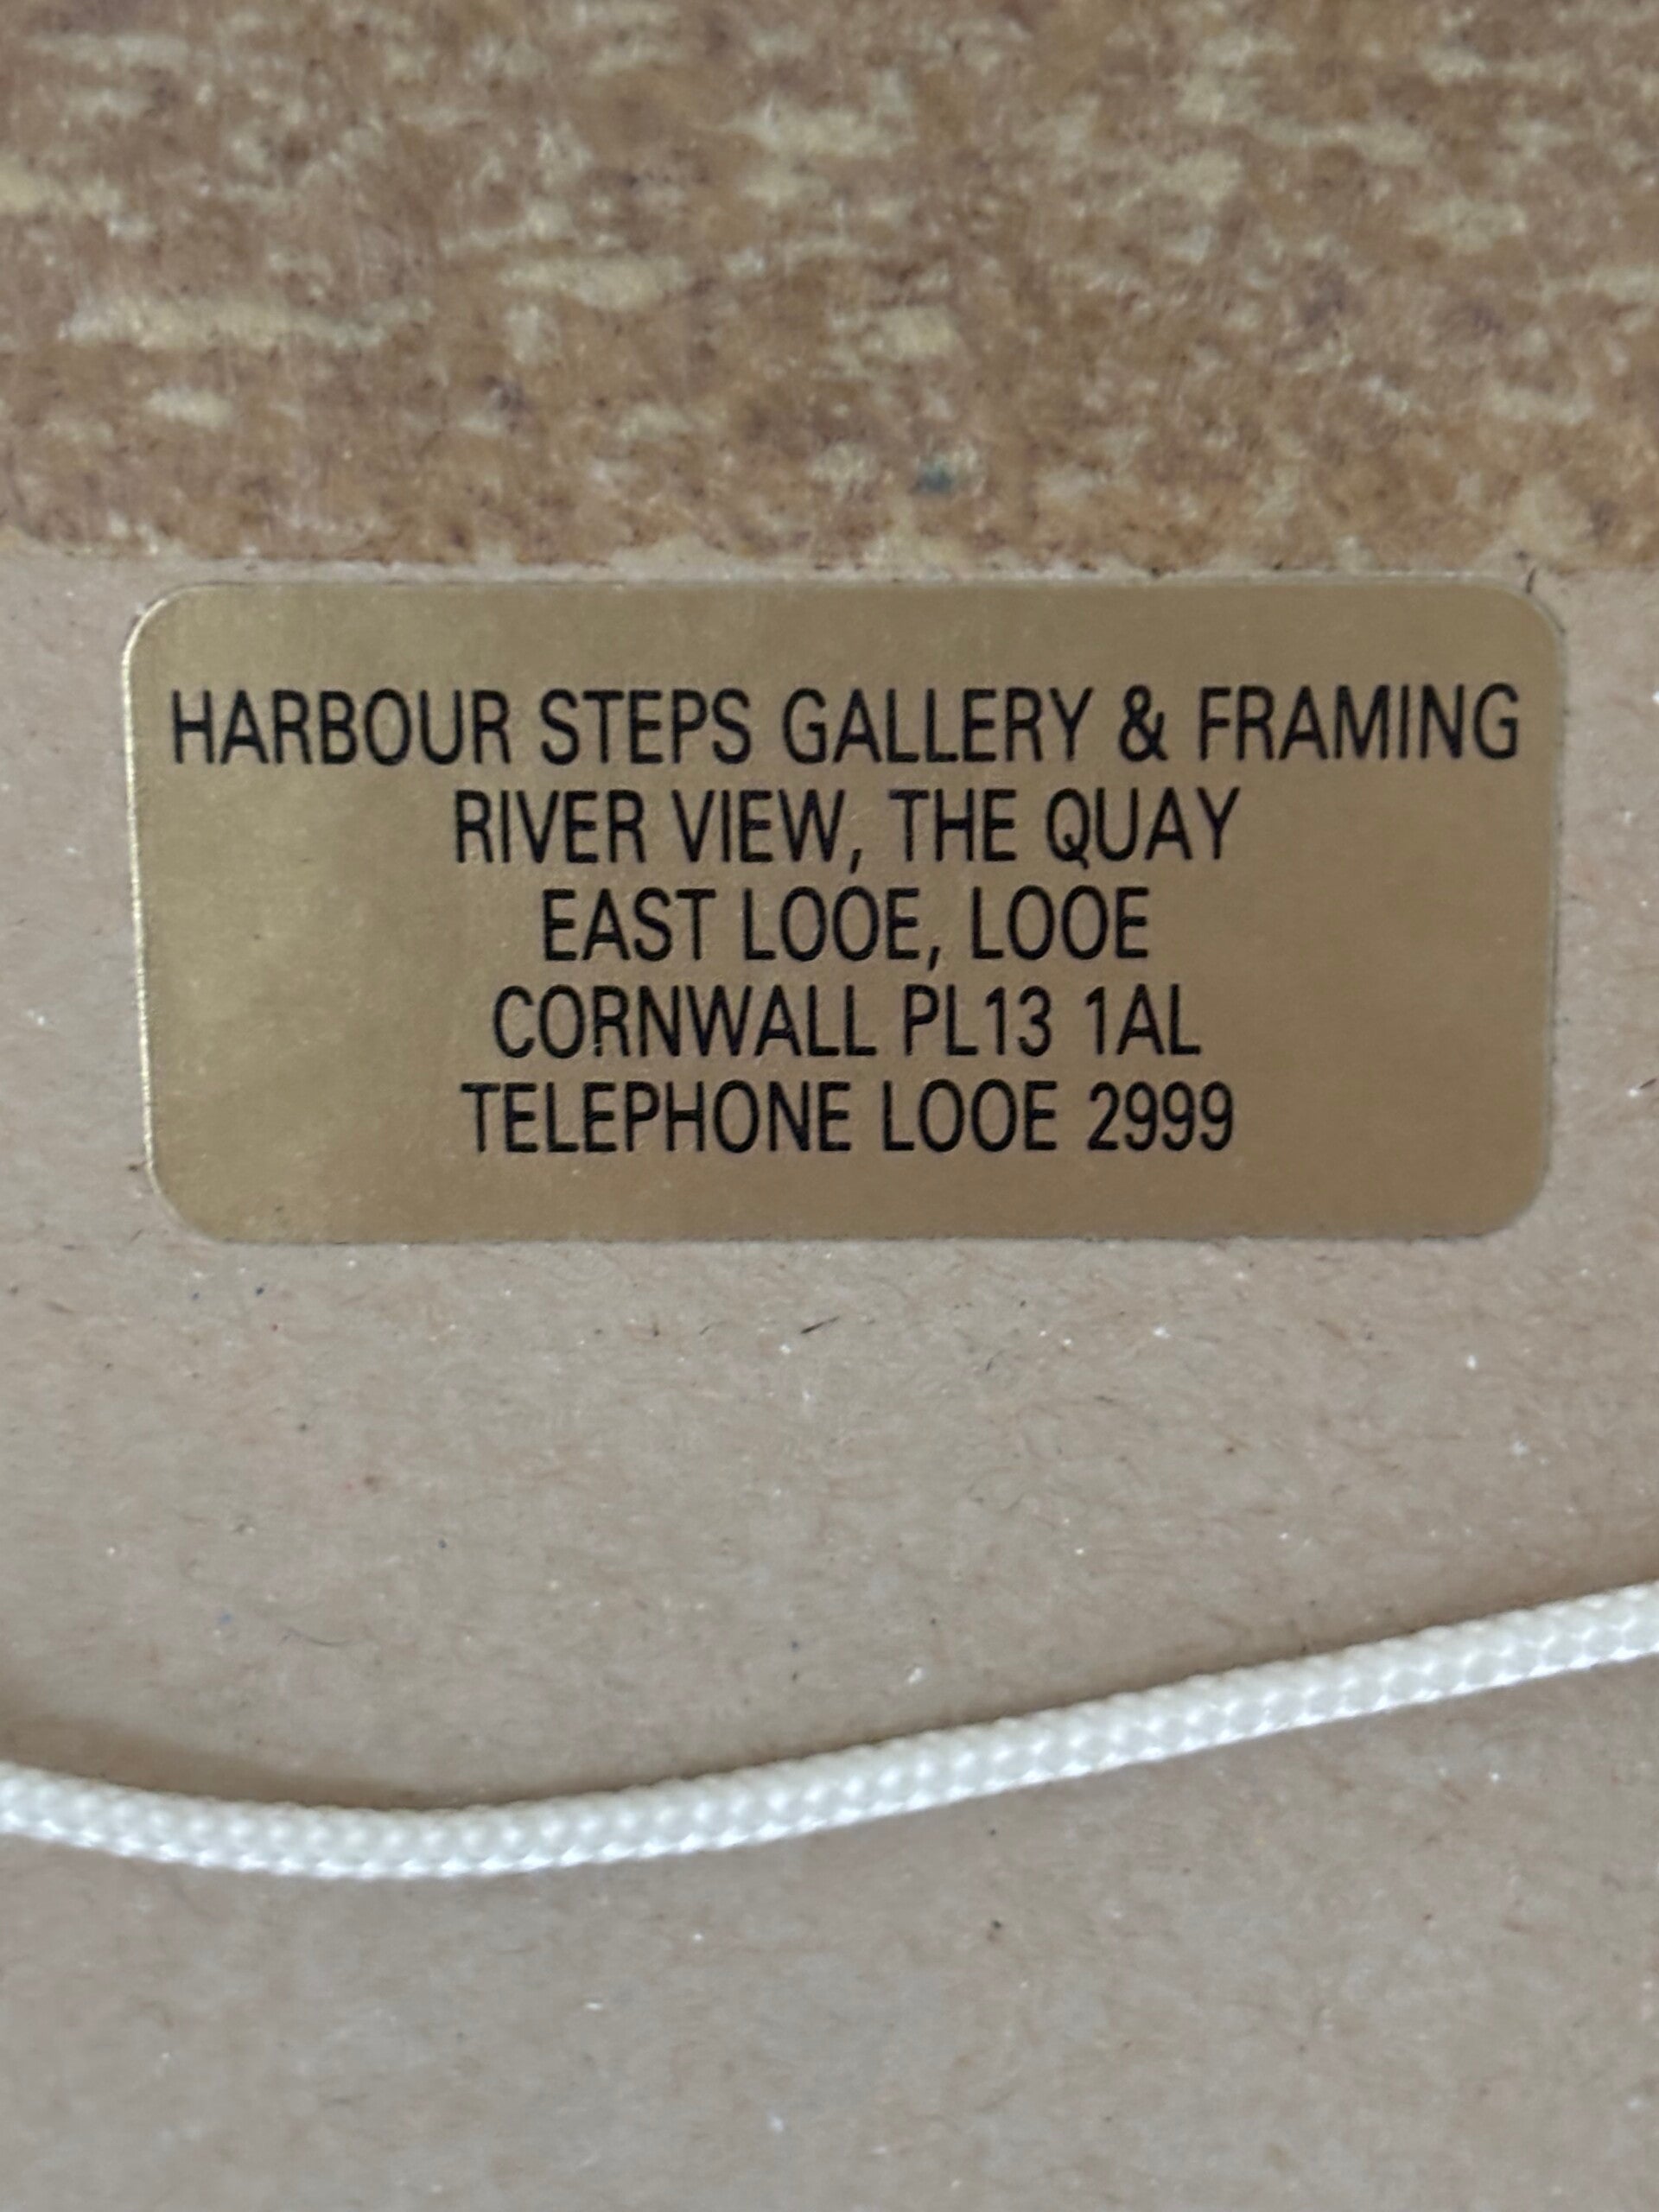 HARBOUR STEPS GALLERY & FRAMING
RIVER VIEW, THE QUAY
EAST LOOE, LOOE
CORNWALL PL13 1AL
TELEPHONE LOOE 2999